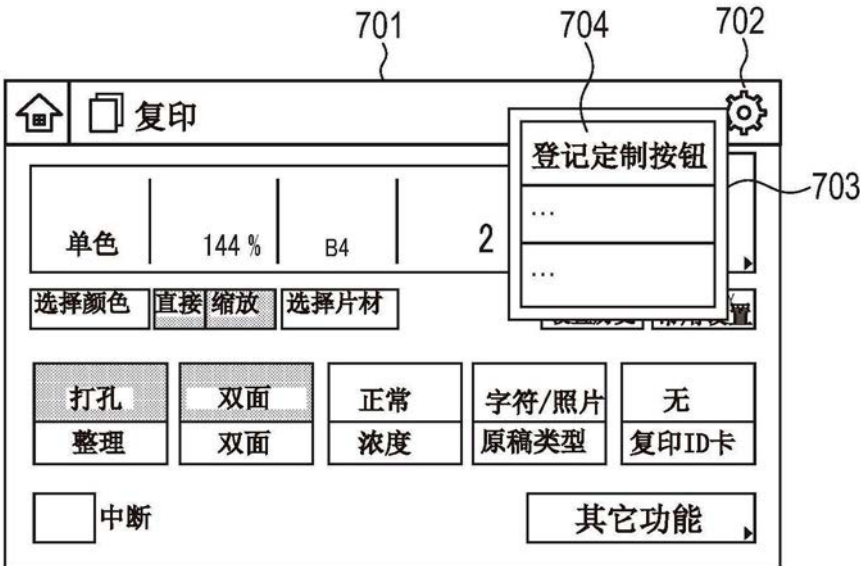 701
704
702
复印
登记定制按钮
703
...
...
单色
144 %
B4
2
选择颜色
直接
缩放
选择片材
置
打孔
双面
正常
字符/照片
无
整理
双面
浓度
原稿类型
复印ID卡
中断
其它功能